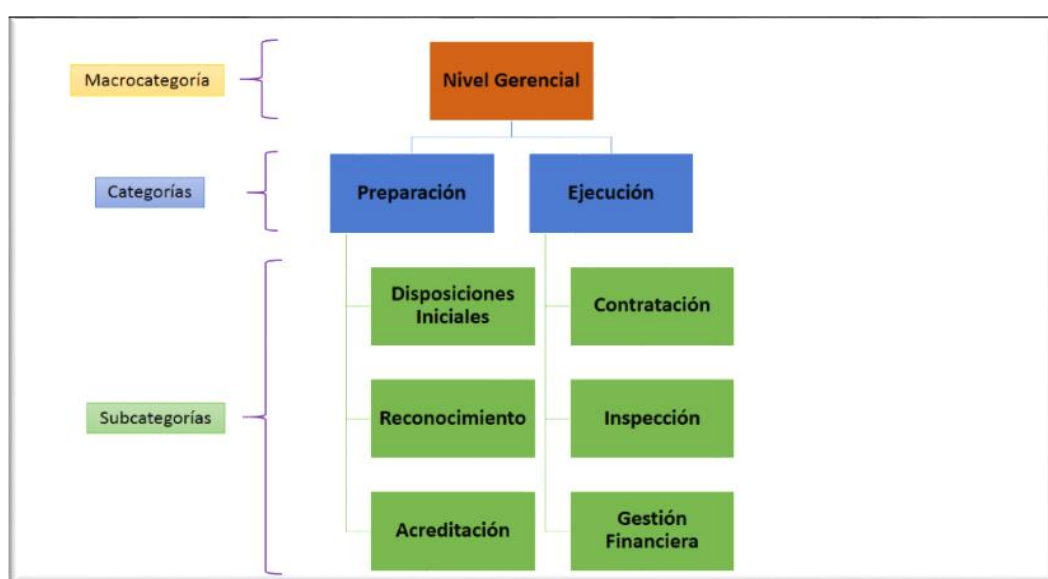 Macrocategoría
Nivel Gerencial
Categorías
Preparación
Ejecución
Subcategorías
Disposiciones
Iniciales
Contratación
Reconocimiento
Inspección
Acreditación
Gestión
Financiera